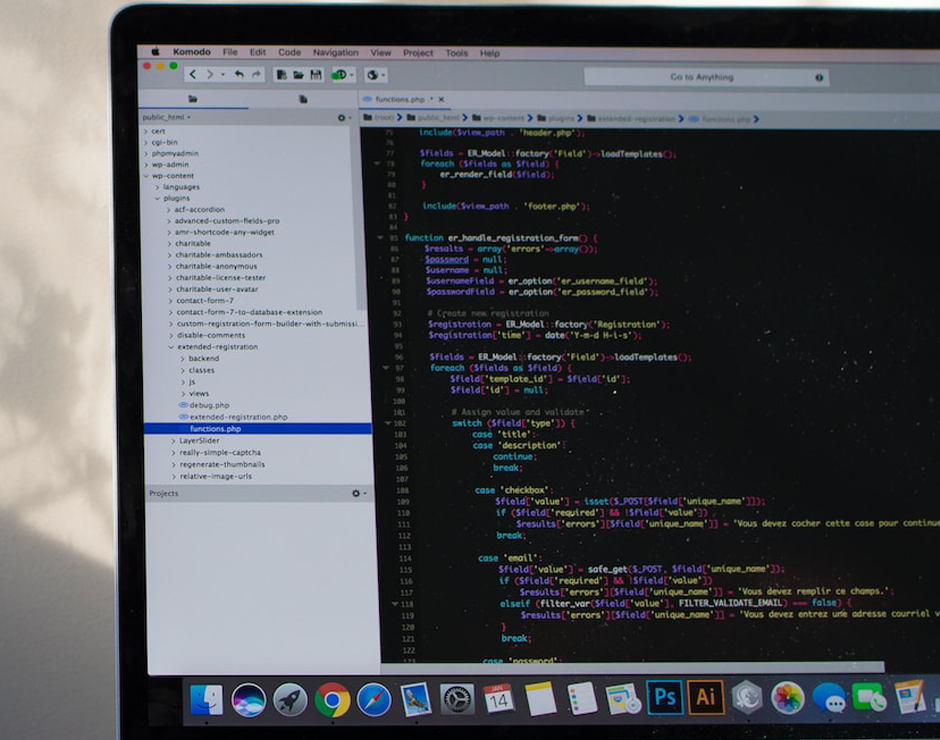 Komodo File Edit Code Navigation View Project Tools Help
Go to Anything
functions.php
public_html
(root) public_html wp-content plugins extended-registration functions.php
cert
cgi-bin
phpmyadmin
wp-admin
wp-content
languages
plugins
acf-accordion
advanced-custom-fields-pro
amr-shortcode-any-widget
charitable
charitable-ambassadors
charitable-anonymous
charitable-license-tester
charitable-user-avatar
contact-form-7
contact-form-7-to-database-extension
custom-registration-form-builder-with-submissi...
disable-comments
extended-registration
backend
classes
js
views
debug.php
extended-registration.php
functions.php
LayerSlider
really-simple-captcha
regenerate-thumbnails
relative-image-urls
Projects
75 include($view_path . 'header.php');
76
77 $fields = ER_Model::factory('Field')->loadTemplates();
78 foreach ($fields as $field) {
79 er_render_field($field);
80 }
81
82 include($view_path . 'footer.php');
83 }
84
85 function er_handle_registration_form() {
86 $results = array('errors'=>array());
87 $password = null;
88 $username = null;
89 $usernameField = er_option('er_username_field');
90 $passwordField = er_option('er_password_field');
91
92 # Create new registration
93 $registration = ER_Model::factory('Registration');
94 $registration['time'] = date('Y-m-d H-i-s');
95
96 $fields = ER_Model::factory('Field')->loadTemplates();
97 foreach ($fields as $field) {
98 $field['template_id'] = $field['id'];
99 $field['id'] = null;
100
101 # Assign value and validate
102 switch ($field['type']) {
103 case 'title':
104 case 'description':
105 continue;
106 break;
107
108 case 'checkbox':
109 $field['value'] = isset($_POST[$field['unique_name']]);
110 if ($field['required'] && !$field['value'])
111 $results['errors'][$field['unique_name']] = 'Vous devez cocher cette case pour continue
112 break;
113
114 case 'email':
115 $field['value'] = safe_get($_POST, $field['unique_name']);
116 if ($field['required'] && !$field['value'])
117 $results['errors'][$field['unique_name']] = 'Vous devez remplir ce champs.';
118 elseif (filter_var($field['value'], FILTER_VALIDATE_EMAIL) === false) {
119 $results['errors'][$field['unique_name']] = 'Vous devez entrez une adresse courriel v
120 }
121 break;
122
123 case 'password':
JAN
14
Ps
Ai